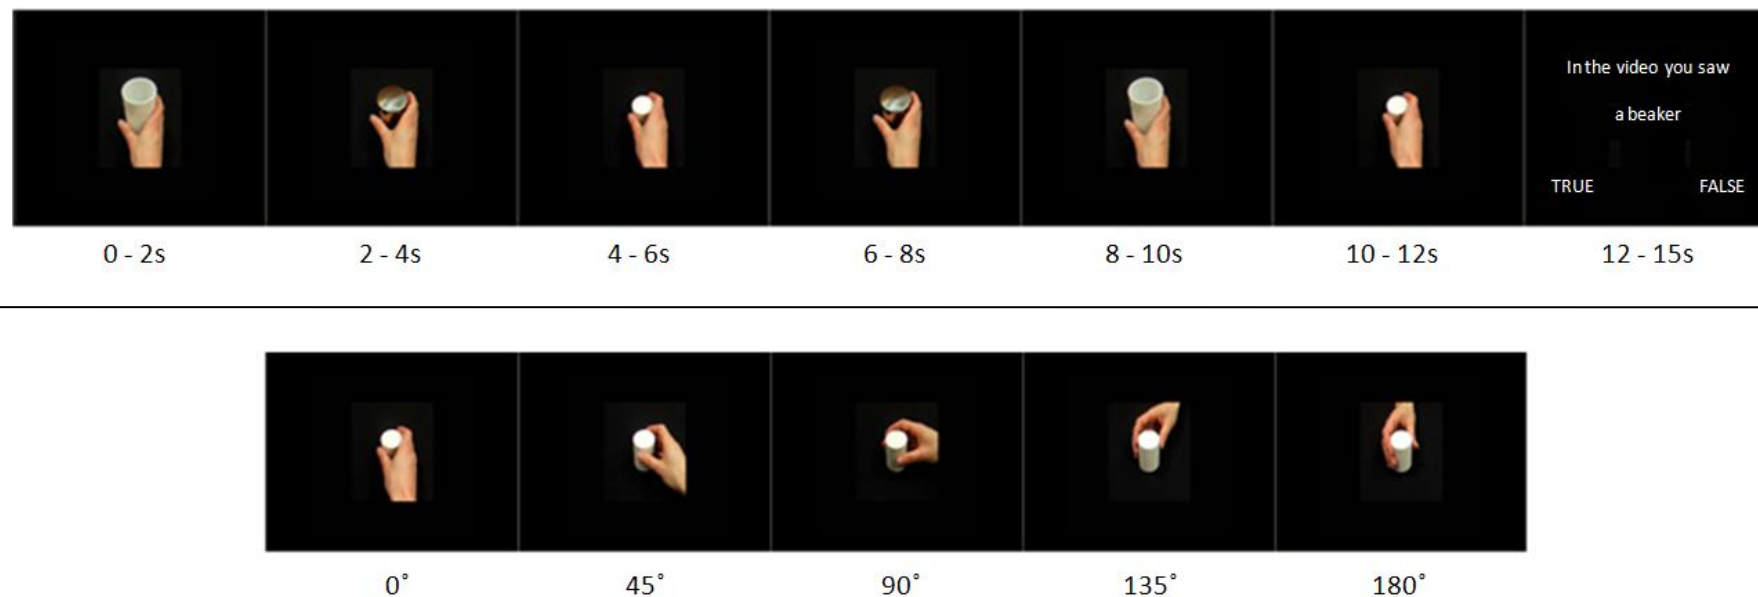 In the video you saw
a beaker
TRUE FALSE
0 - 2s 2 - 4s 4 - 6s 6 - 8s 8 - 10s 10 - 12s 12 - 15s
0˚ 45˚ 90˚ 135˚ 180˚